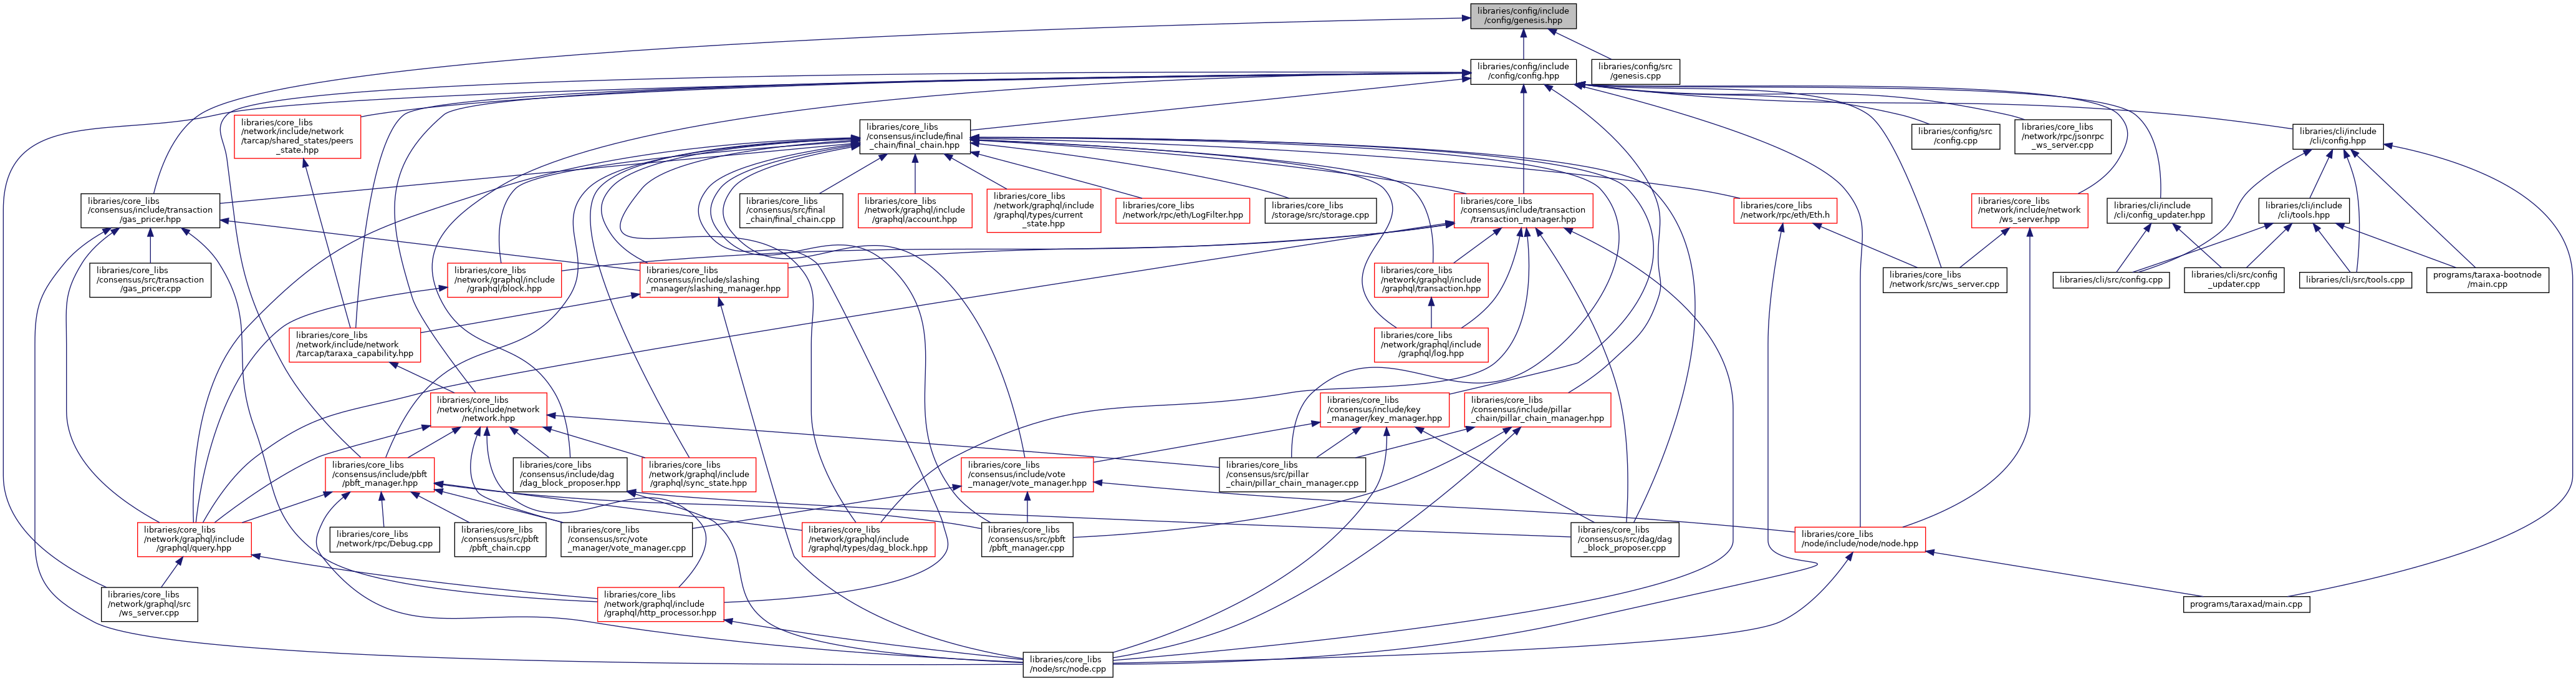 libraries/config/include
/config/genesis.hpp
libraries/config/include
/config/config.hpp
libraries/config/src
/genesis.cpp
libraries/core_libs
/network/include/network
/tarcap/shared_states/peers
_state.hpp
libraries/core_libs
/consensus/include/final
_chain/final_chain.hpp
libraries/config/src
/config.cpp
libraries/core_libs
/network/rpc/jsonrpc
_ws_server.cpp
libraries/cli/include
/cli/config.hpp
libraries/core_libs
/consensus/include/transaction
/gas_pricer.hpp
libraries/core_libs
/consensus/src/final
_chain/final_chain.cpp
libraries/core_libs
/network/graphql/include
/graphql/account.hpp
libraries/core_libs
/network/graphql/include
/graphql/types/current
_state.hpp
libraries/core_libs
/network/rpc/eth/LogFilter.hpp
libraries/core_libs
/storage/src/storage.cpp
libraries/core_libs
/consensus/include/transaction
/transaction_manager.hpp
libraries/core_libs
/network/rpc/eth/Eth.h
libraries/core_libs
/network/include/network
/ws_server.hpp
libraries/cli/include
/cli/config_updater.hpp
libraries/cli/include
/cli/tools.hpp
libraries/core_libs
/consensus/src/transaction
/gas_pricer.cpp
libraries/core_libs
/network/graphql/include
/graphql/block.hpp
libraries/core_libs
/consensus/include/slashing
_manager/slashing_manager.hpp
libraries/core_libs
/network/graphql/include
/graphql/transaction.hpp
libraries/core_libs
/network/src/ws_server.cpp
libraries/cli/src/config.cpp
libraries/cli/src/config
_updater.cpp
libraries/cli/src/tools.cpp
programs/taraxa-bootnode
/main.cpp
libraries/core_libs
/network/include/network
/tarcap/taraxa_capability.hpp
libraries/core_libs
/network/graphql/include
/graphql/log.hpp
libraries/core_libs
/network/include/network
/network.hpp
libraries/core_libs
/consensus/include/key
_manager/key_manager.hpp
libraries/core_libs
/consensus/include/pillar
_chain/pillar_chain_manager.hpp
libraries/core_libs
/consensus/include/pbft
/pbft_manager.hpp
libraries/core_libs
/consensus/include/dag
/dag_block_proposer.hpp
libraries/core_libs
/network/graphql/include
/graphql/sync_state.hpp
libraries/core_libs
/consensus/include/vote
_manager/vote_manager.hpp
libraries/core_libs
/consensus/src/pillar
_chain/pillar_chain_manager.cpp
libraries/core_libs
/network/graphql/include
/graphql/query.hpp
libraries/core_libs
/network/rpc/Debug.cpp
libraries/core_libs
/consensus/src/pbft
/pbft_chain.cpp
libraries/core_libs
/consensus/src/vote
_manager/vote_manager.cpp
libraries/core_libs
/network/graphql/include
/graphql/types/dag_block.hpp
libraries/core_libs
/consensus/src/pbft
/pbft_manager.cpp
libraries/core_libs
/consensus/src/dag/dag
_block_proposer.cpp
libraries/core_libs
/node/include/node/node.hpp
libraries/core_libs
/network/graphql/src
/ws_server.cpp
libraries/core_libs
/network/graphql/include
/graphql/http_processor.hpp
programs/taraxad/main.cpp
libraries/core_libs
/node/src/node.cpp